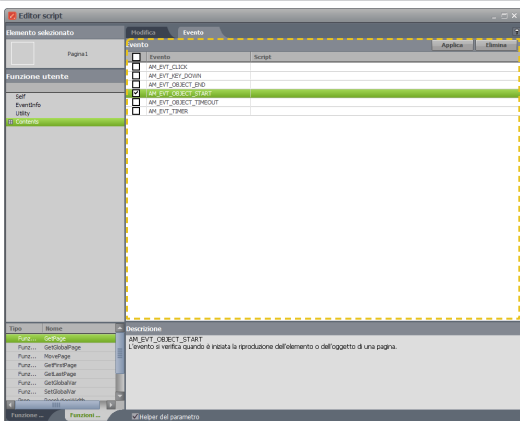 Editor script
Elemento selezionato
Pagina1
Funzione utente
Self
EventInfo
Utility
Contents
Modifica
Evento
Evento
Applica
Elimina
Evento
Script
AM_EVT_CLICK
AM_EVT_KEY_DOWN
AM_EVT_OBJECT_END
AM_EVT_OBJECT_START
AM_EVT_OBJECT_TIMEOUT
AM_EVT_TIMER
Tipo
Nome
Funz... GetPage
Funz... GetGlobalPage
Funz... MovePage
Funz... GetFirstPage
Funz... GetLastPage
Funz... GetGlobalVar
Funz... SetGlobalVar
Funzione ...
Funzioni ...
Descrizione
AM_EVT_OBJECT_START
L'evento si verifica quando è iniziata la riproduzione dell'elemento o dell'oggetto di una pagina.
Helper del parametro